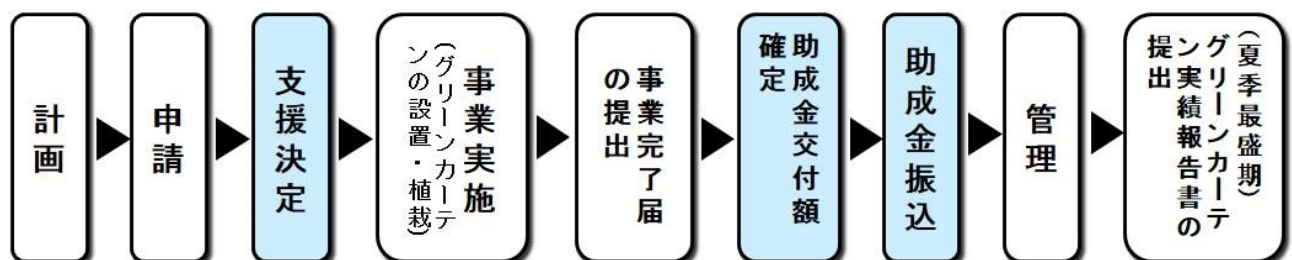 計画
申請
支援決定
事業実施
(グリーンカーテ
ンの設置・植栽)
事業完了届
の提出
助成金交付額
確定
助成金振込
管理
(夏季最盛期)
グリーンカーテ
ン実績報告書の
提出